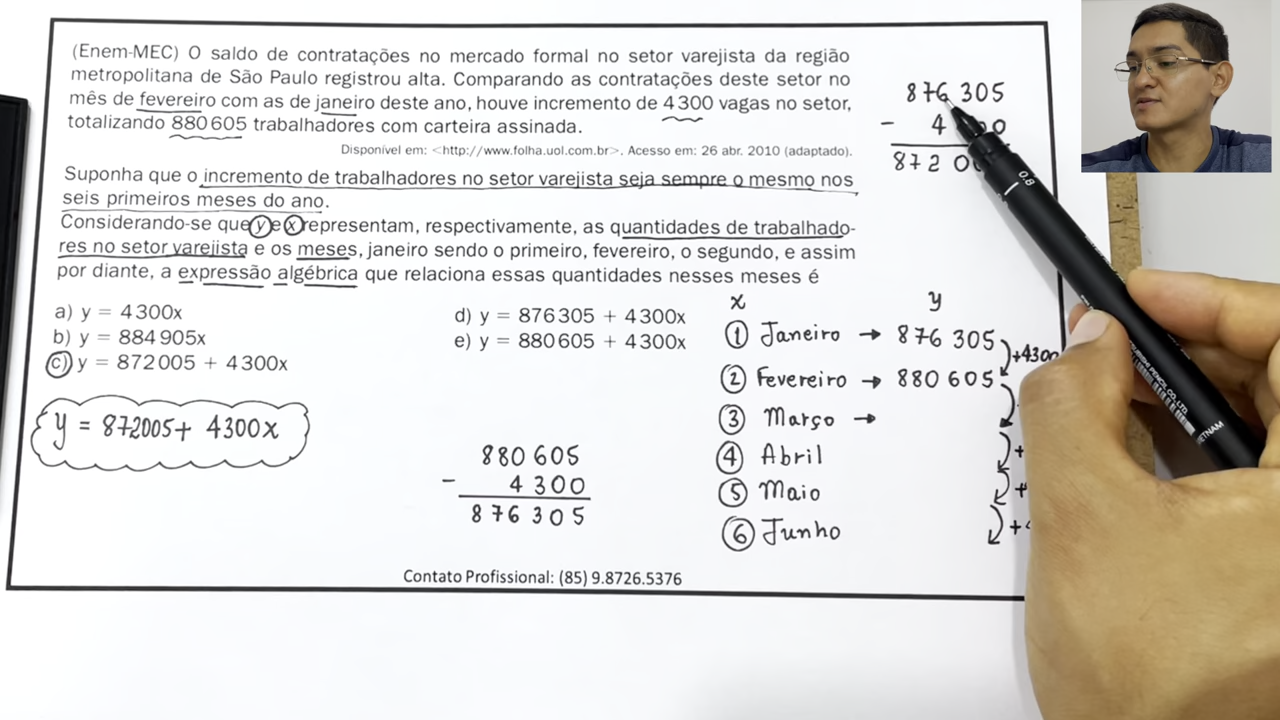 (Enem-MEC) O saldo de contratações no mercado formal no setor varejista da região
metropolitana de São Paulo registrou alta. Comparando as contratações deste setor no
mês de fevereiro com as de janeiro deste ano, houve incremento de 4 300 vagas no setor,
totalizando 880 605 trabalhadores com carteira assinada.
Disponível em: <http://www.folha.uol.com.br>. Acesso em: 26 abr. 2010 (adaptado).
Suponha que o incremento de trabalhadores no setor varejista seja sempre o mesmo nos
seis primeiros meses do ano.
Considerando-se que y e x representam, respectivamente, as quantidades de trabalhado-
res no setor varejista e os meses, janeiro sendo o primeiro, fevereiro, o segundo, e assim
por diante, a expressão algébrica que relaciona essas quantidades nesses meses é
a) y = 4 300x
b) y = 884 905x
c) y = 872 005 + 4 300x
d) y = 876 305 + 4 300x
e) y = 880 605 + 4 300x
y = 872005 + 4300x
880 605
- 4 300
876 305
876 305
- 4
872
x y
1 Janeiro → 876 305
+4300
2 Fevereiro → 880 605
3 Março →
4 Abril
+
5 Maio
+
6 Junho
+
Contato Profissional: (85) 9.8726.5376
0.8
MITSUBISHI PENCIL CO.,LTD.
VIETNAM